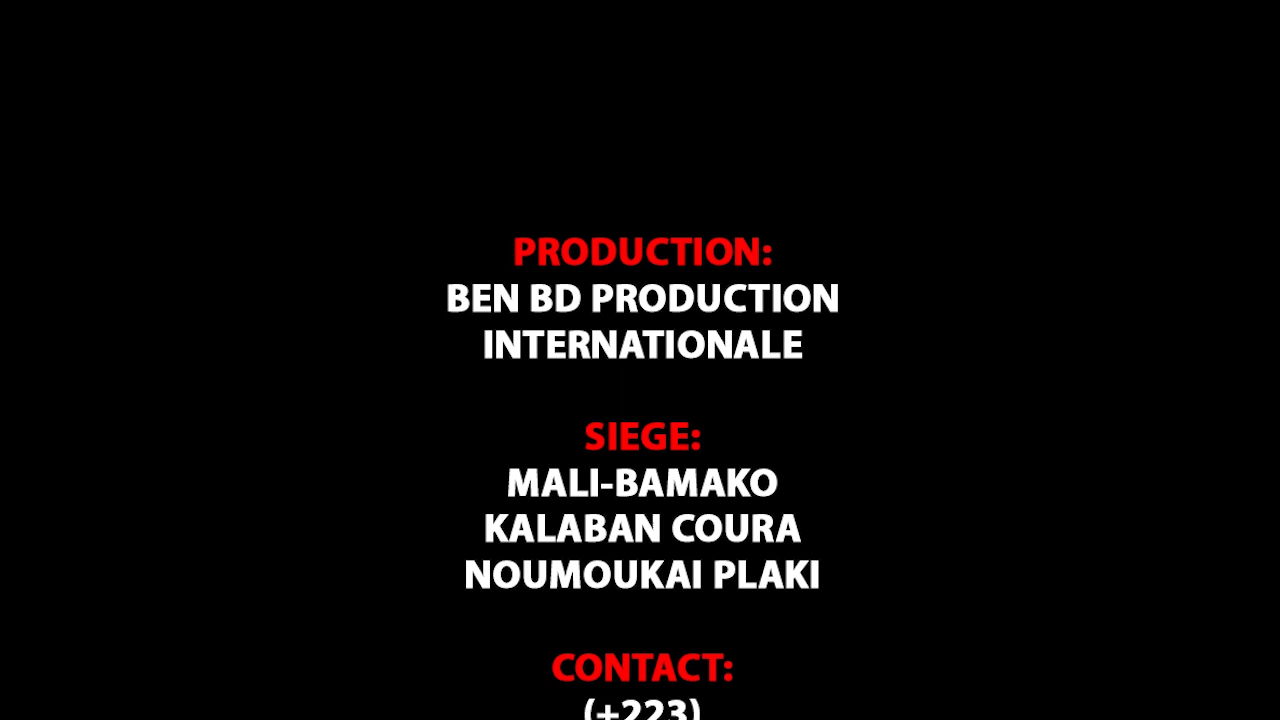 PRODUCTION:
BEN BD PRODUCTION
INTERNATIONALE
SIEGE:
MALI-BAMAKO
KALABAN COURA
NOUMOUKAI PLAKI
CONTACT:
(+223)